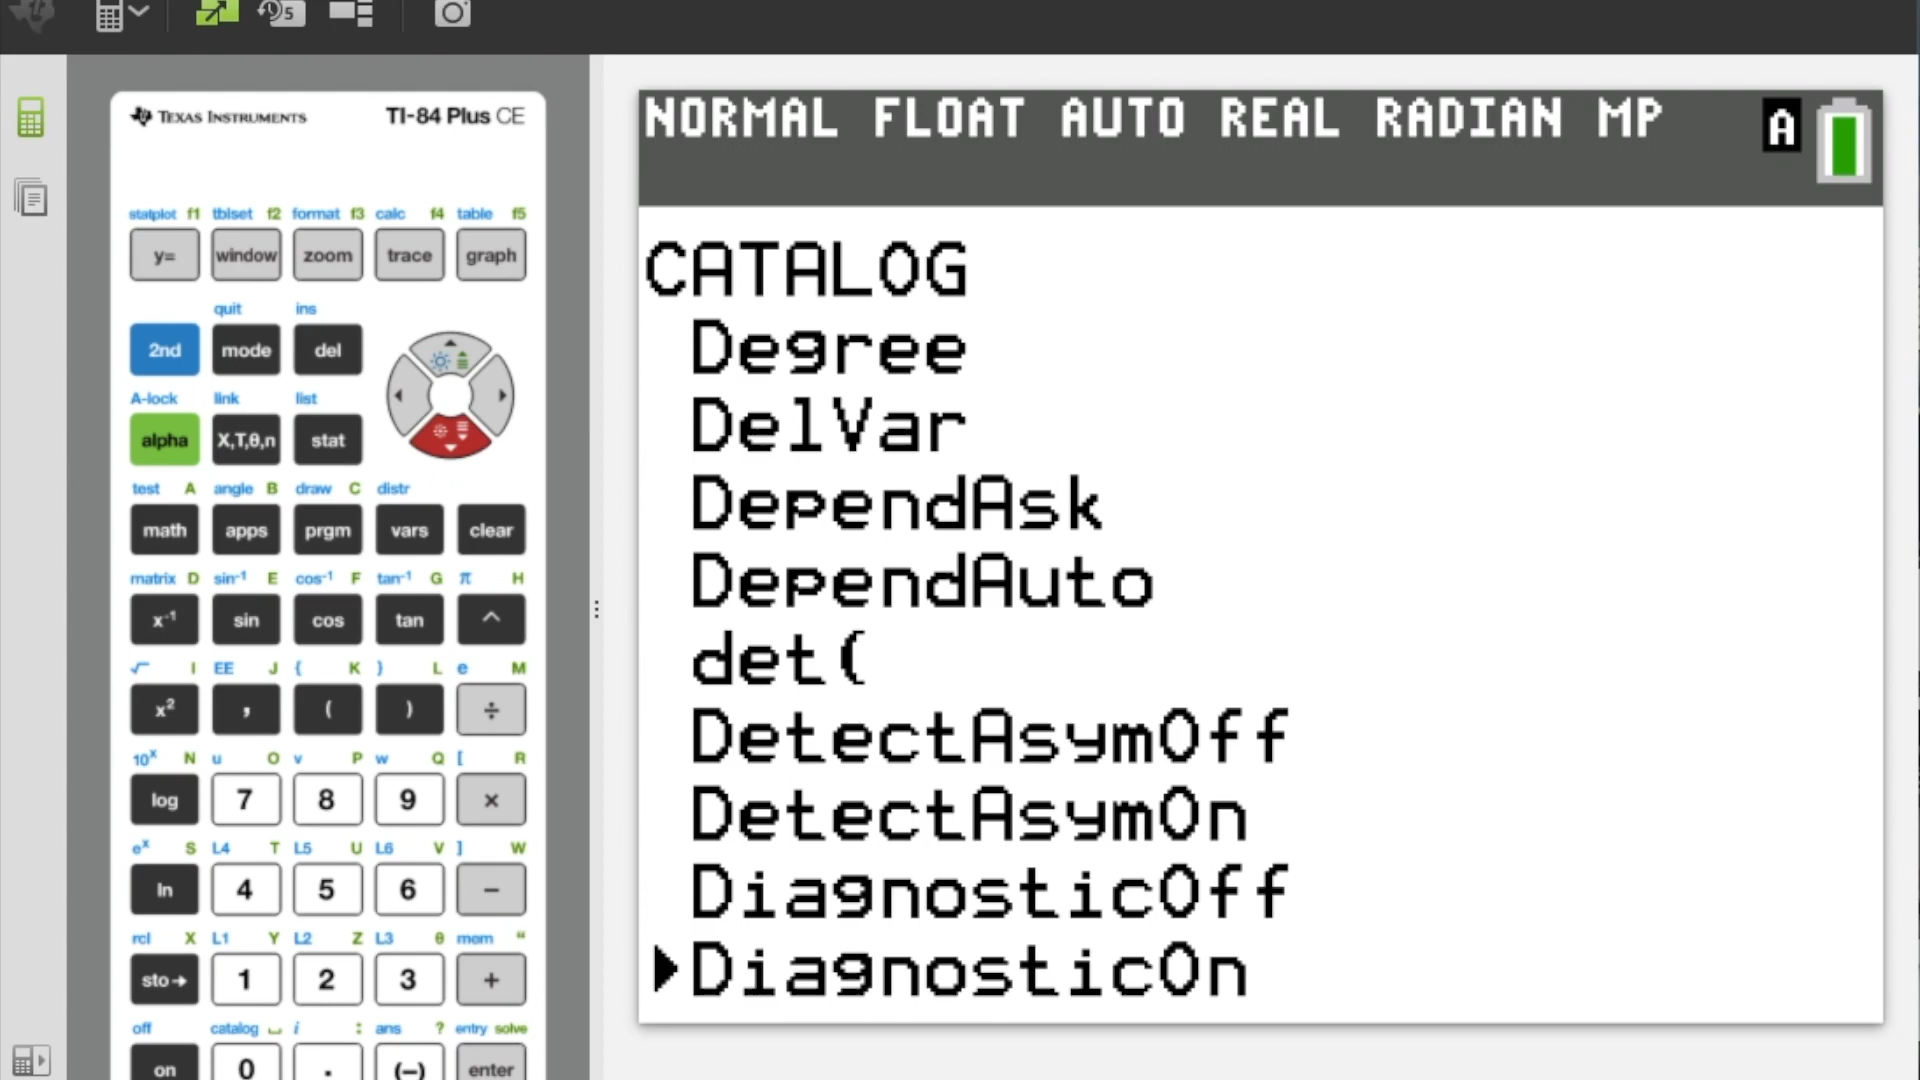 TEXAS INSTRUMENTS TI-84 Plus CE
statplot f1 tblset f2 format f3 calc f4 table f5
y= window zoom trace graph
quit ins
2nd mode del
A-lock link list
alpha X,T,θ,n stat
test A angle B draw C distr
math apps prgm vars clear
matrix D sin⁻¹ E cos⁻¹ F tan⁻¹ G π H
x⁻¹ sin cos tan ^
√ I EE J { K } L e M
x² , ( ) ÷
10ˣ N u O v P w Q [ R
log 7 8 9 ×
eˣ S L4 T L5 U L6 V ] W
ln 4 5 6 −
rcl X L1 Y L2 Z L3 θ mem "
sto→ 1 2 3 +
off catalog ⎵ i : ans ? entry solve
on 0 . (−) enter
NORMAL FLOAT AUTO REAL RADIAN MP
A
CATALOG
Degree
DelVar
DependAsk
DependAuto
det(
DetectAsymOff
DetectAsymOn
DiagnosticOff
▶DiagnosticOn
5